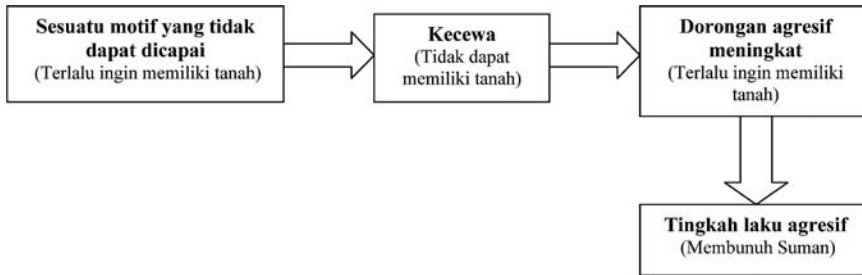 Sesuatu motif yang tidak
dapat dicapai
(Terlalu ingin memiliki tanah)
Kecewa
(Tidak dapat
memiliki tanah)
Dorongan agresif
meningkat
(Terlalu ingin memiliki
tanah)
Tingkah laku agresif
(Membunuh Suman)